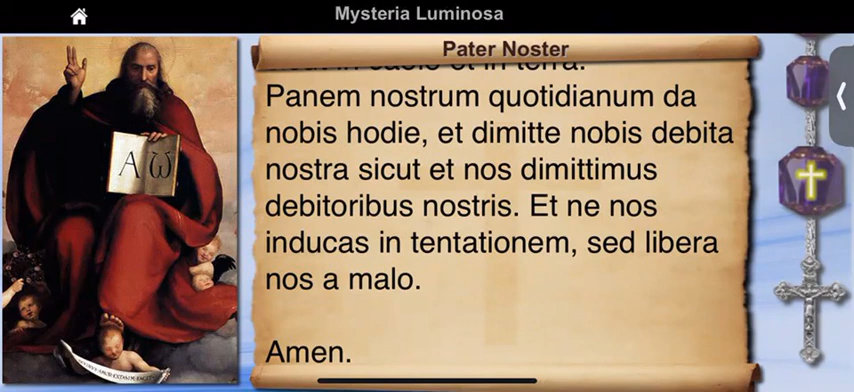 Mysteria Luminosa
Pater Noster
Panem nostrum quotidianum da
nobis hodie, et dimitte nobis debita
nostra sicut et nos dimittimus
debitoribus nostris. Et ne nos
inducas in tentationem, sed libera
nos a malo.
Amen.
Α ω